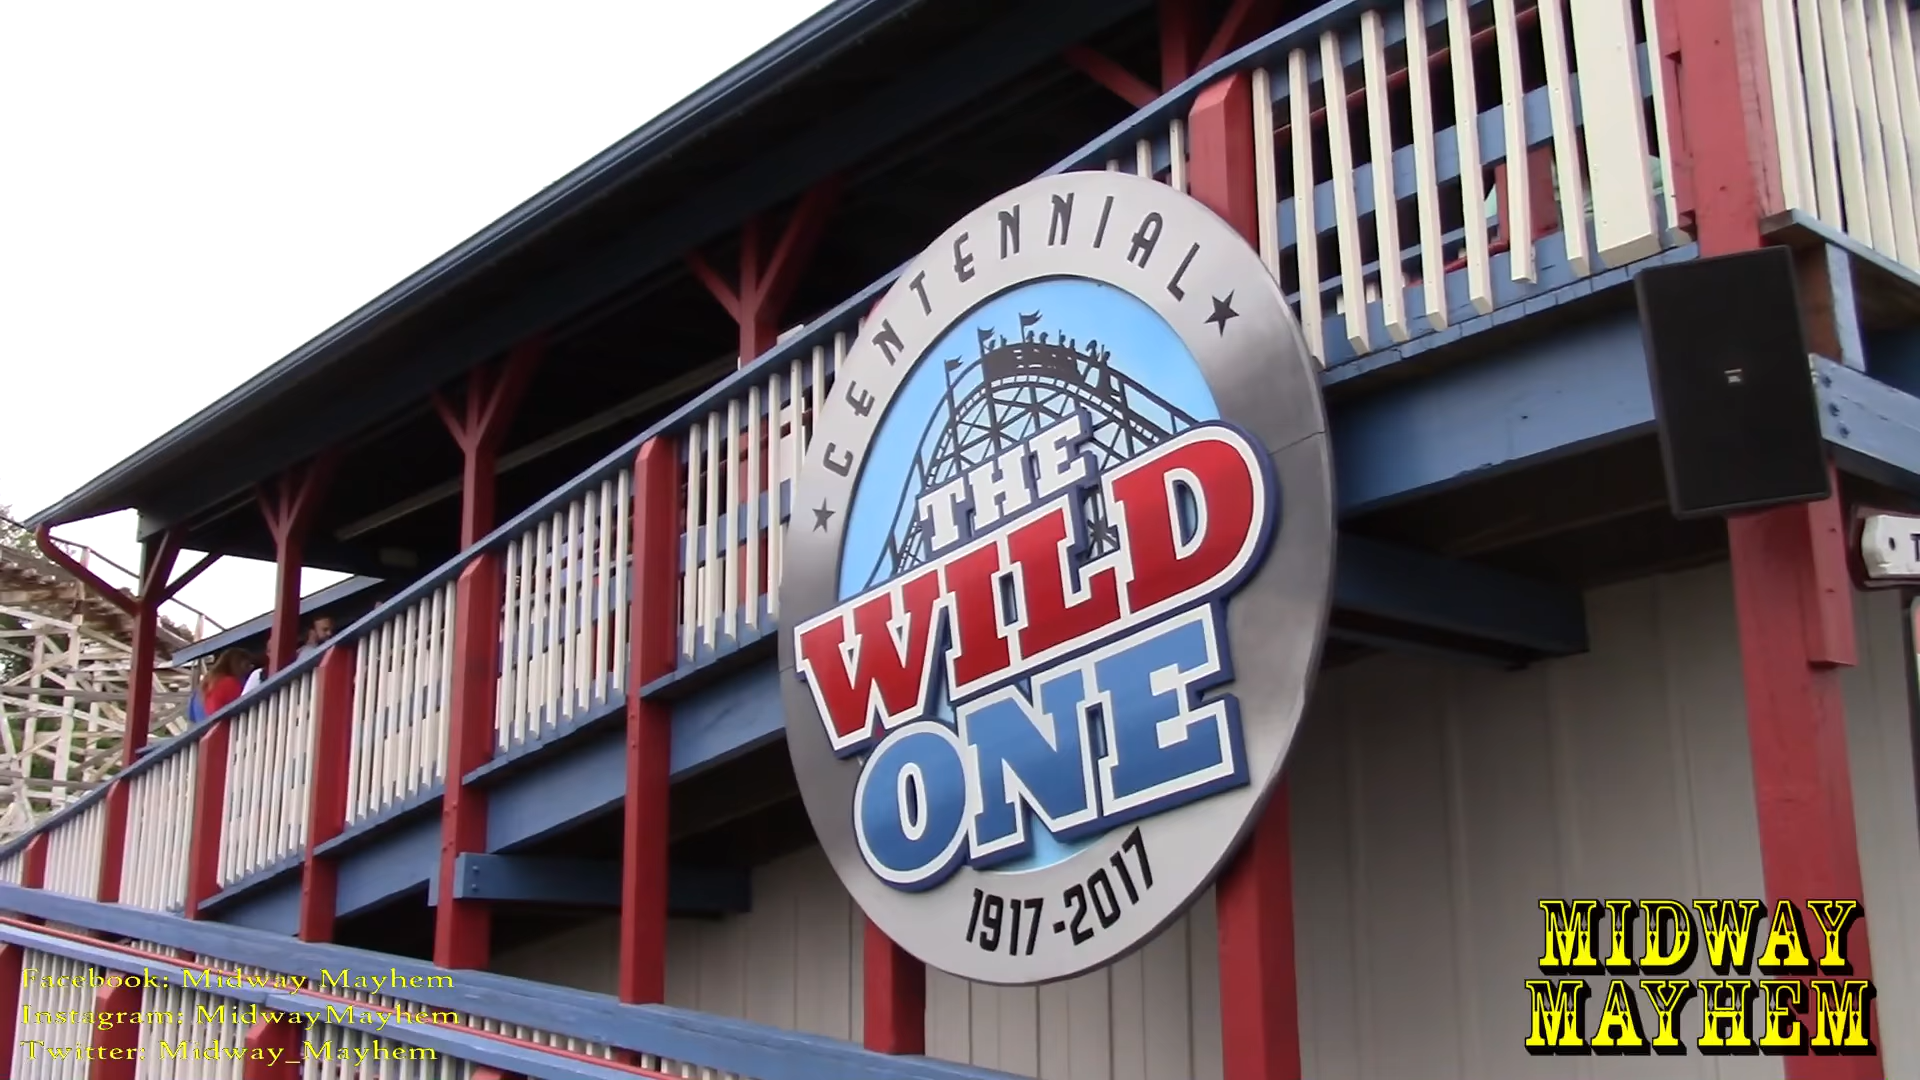 CENTENNIAL
THE
WILD
ONE
1917-2017
MIDWAY
MAYHEM
Facebook: Midway Mayhem
Instagram: MidwayMayhem
Twitter: Midway_Mayhem